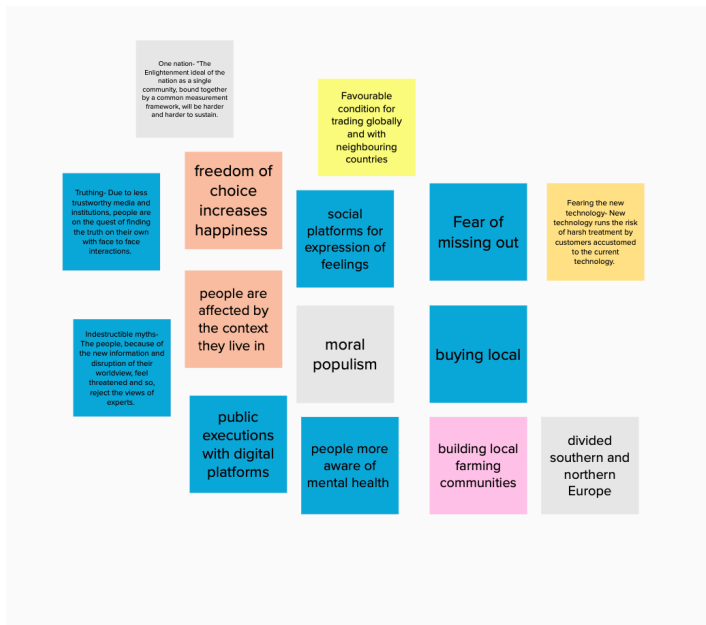 One nation- "The
Enlightenment ideal of the
nation as a single
community, bound together
by a common measurement
framework, will be harder
and harder to sustain.
Favourable
condition for
trading globally
and with
neighbouring
countries
freedom of
choice
increases
happiness
Truthing- Due to less
trustworthy media and
institutions, people are
on the quest of finding
the truth on their own
with face to face
interactions.
social
platforms for
expression of
feelings
Fear of
missing out
Fearing the new
technology- New
technology runs the risk
of harsh treatment by
customers accustomed
to the current
technology.
people are
affected by
the context
they live in
Indestructible myths-
The people, because of
the new information and
disruption of their
worldview, feel
threatened and so,
reject the views of
experts.
moral
populism
buying local
public
executions
with digital
platforms
people more
aware of
mental health
building local
farming
communities
divided
southern and
northern
Europe